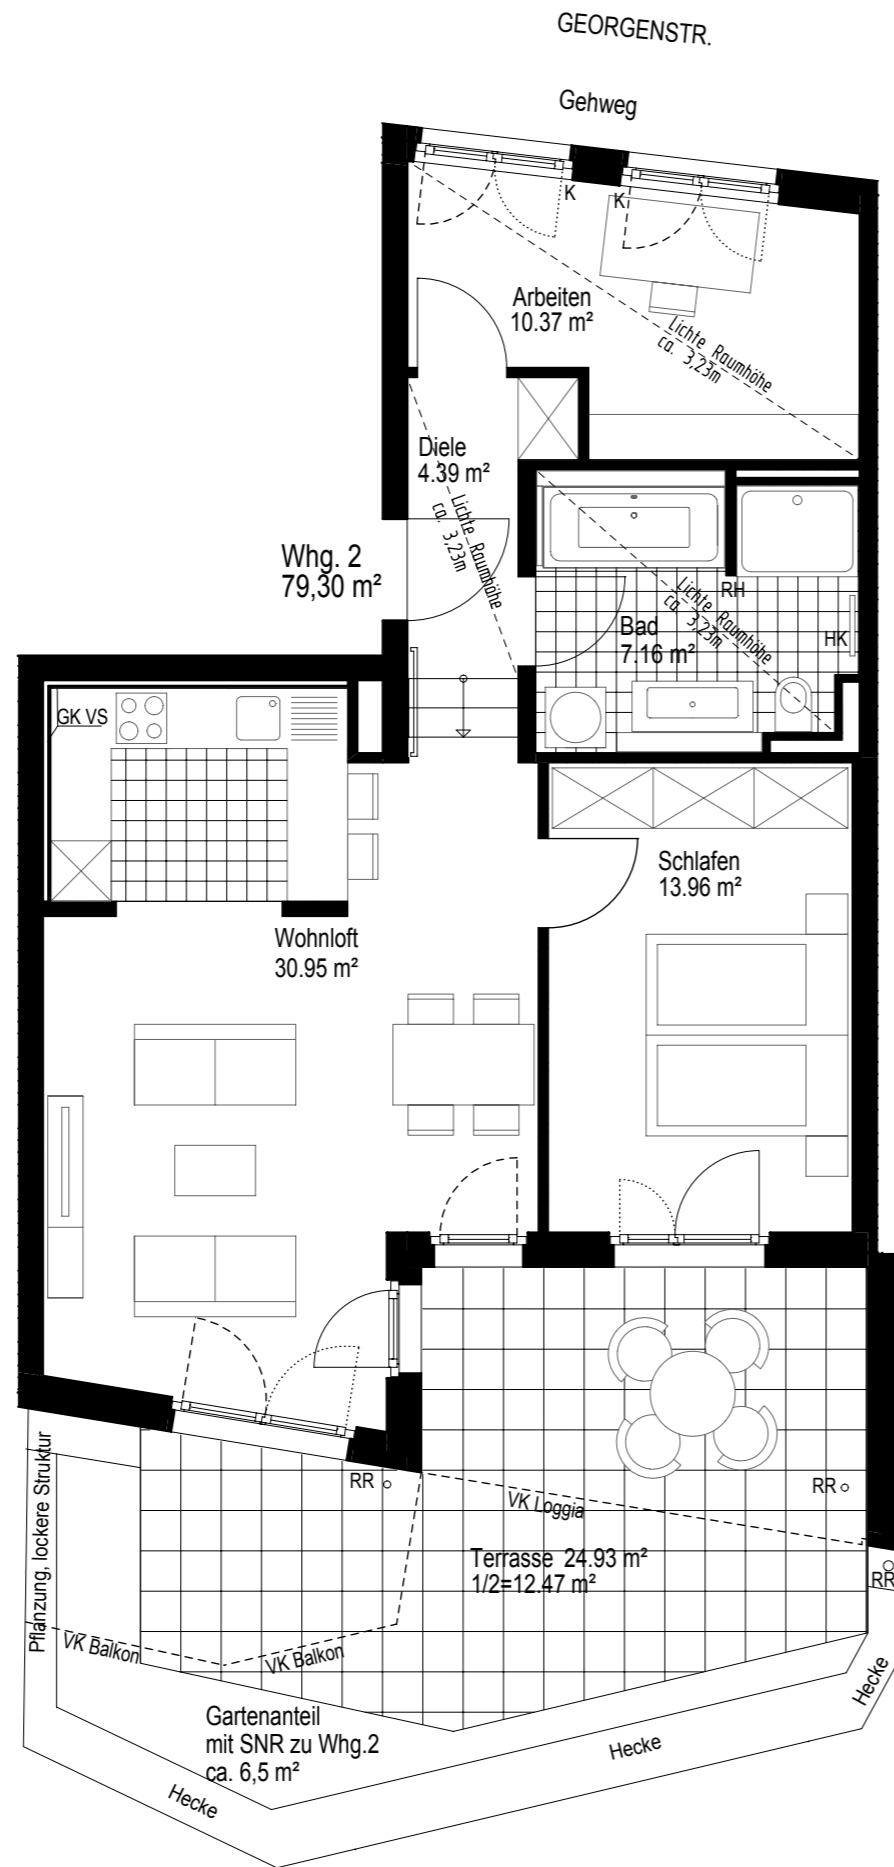 GEORGENSTR.
Gehweg
K
K
Arbeiten
10.37 m²
Lichte Raumhöhe
ca. 3,23m
Diele
4.39 m²
Lichte Raumhöhe
ca. 3,23m
Whg. 2
79,30 m²
RH
Lichte Raumhöhe
ca. 3,23m
Bad
7.16 m²
HK
GK VS
Schlafen
13.96 m²
Wohnloft
30.95 m²
Pflanzung, lockere Struktur
RR
RR
VK Loggia
Terrasse 24.93 m²
1/2=12.47 m²
RR
VK Balkon
VK Balkon
Gartenanteil
mit SNR zu Whg.2
ca. 6,5 m²
Hecke
Hecke
Hecke